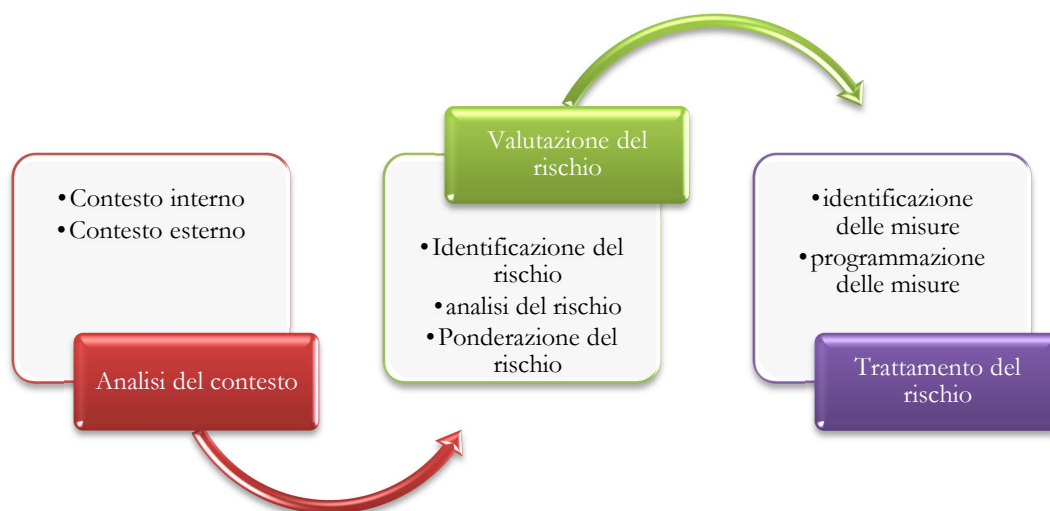 •Contesto interno
•Contesto esterno
Analisi del contesto
Valutazione del
rischio
•Identificazione del
rischio
•analisi del rischio
•Ponderazione del
rischio
•identificazione
delle misure
•programmazione
delle misure
Trattamento del
rischio